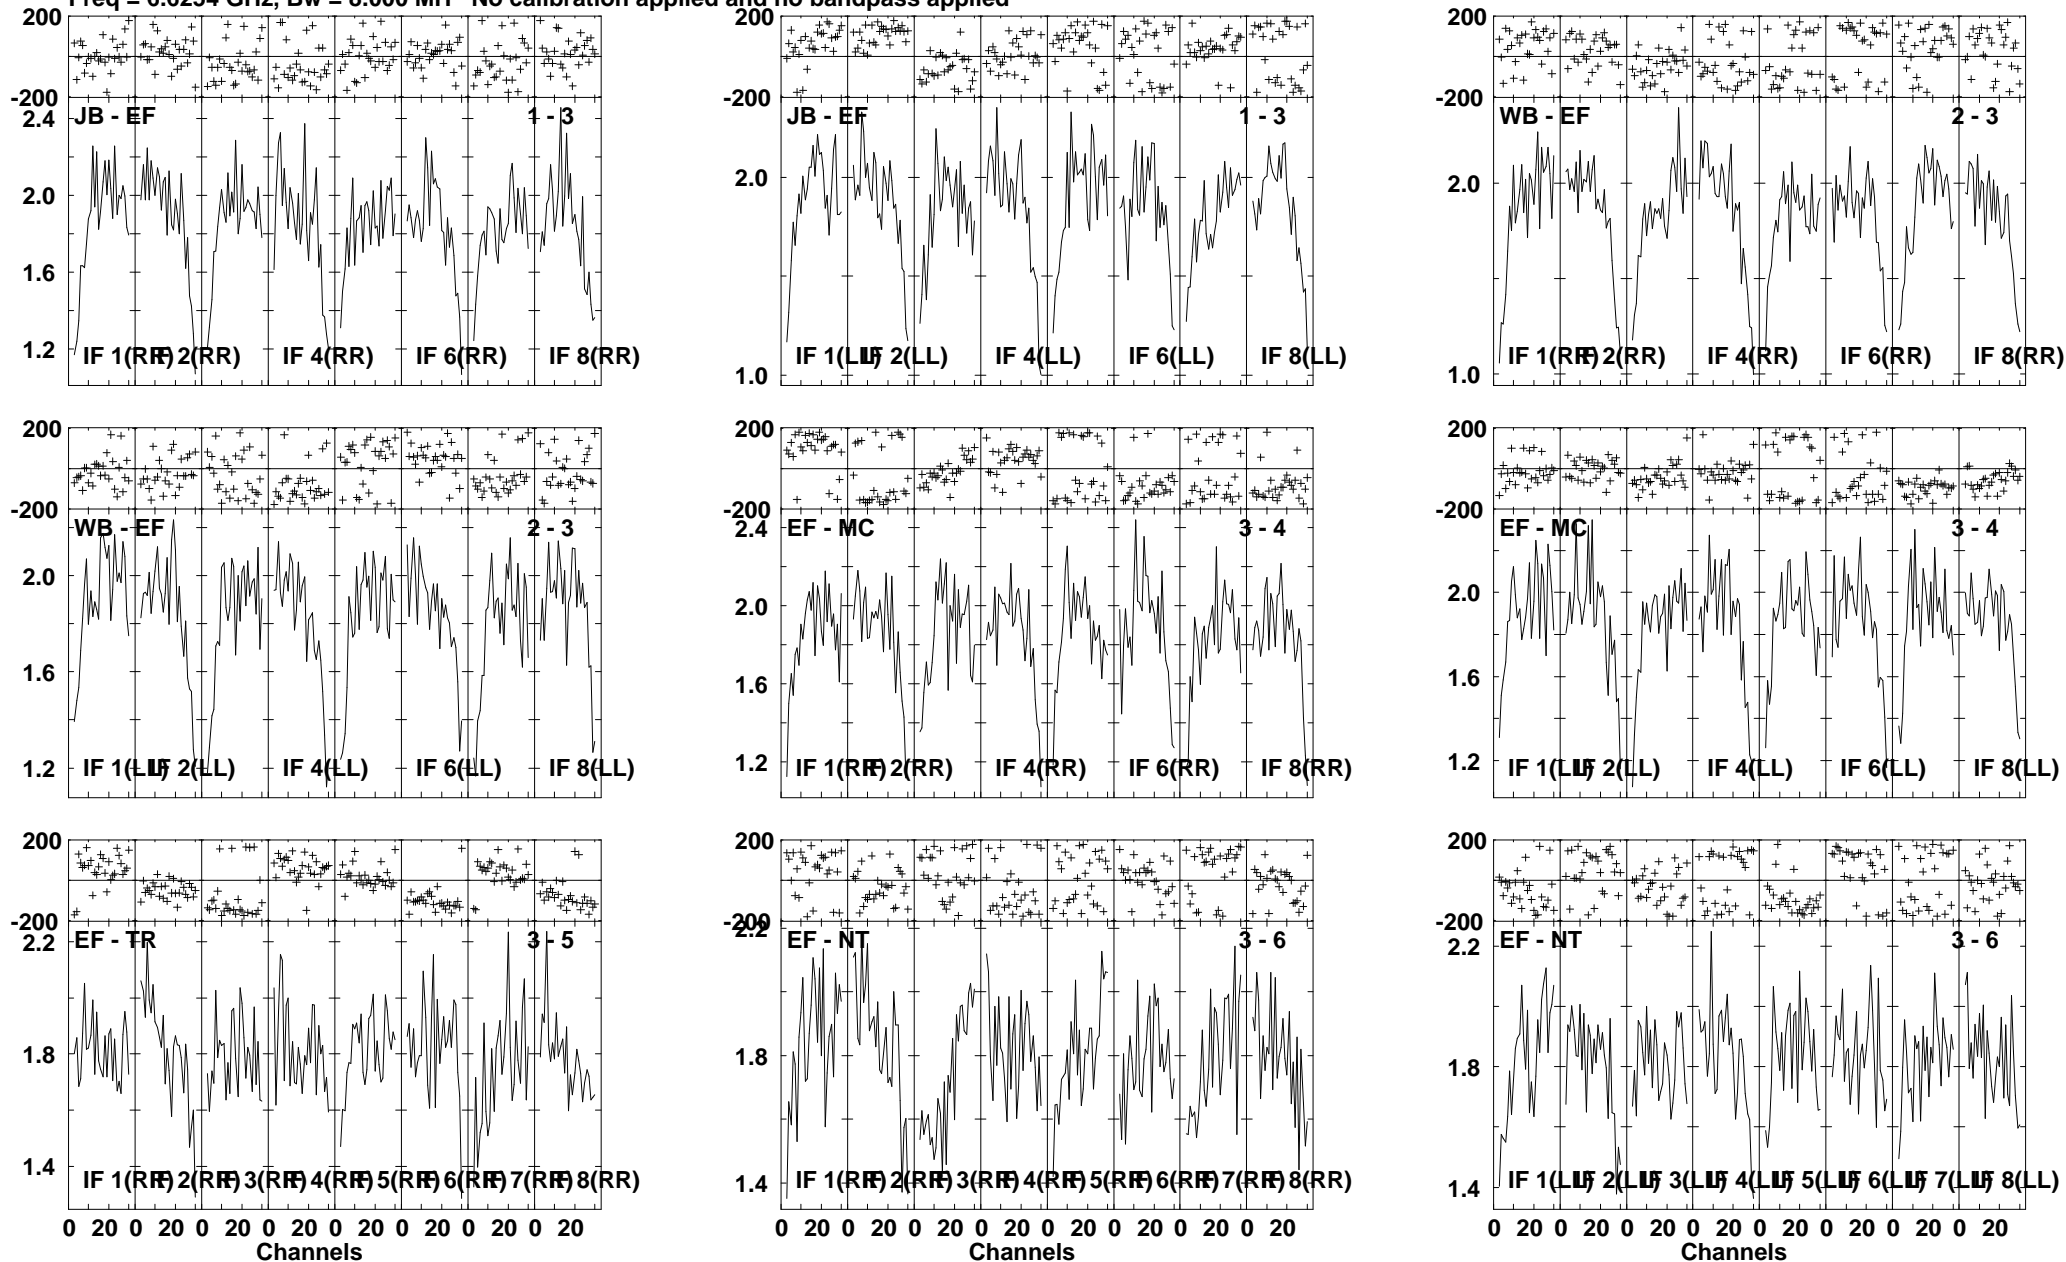 Freq = 6.6254 GHz, Bw = 8.000 MH No calibration applied and no bandpass applied
200 200 200
-200 -200 -200
JB - EF 1 - 3 JB - EF 1 - 3 WB - EF 2 - 3
2.4
2.0 2.0 2.0
1.6
1.2
IF 1(RR) IF 2(RR) IF 4(RR) IF 6(RR) IF 8(RR) IF 1(LL) IF 2(LL) IF 4(LL) IF 6(LL) IF 8(LL) IF 1(RR) IF 2(RR) IF 4(RR) IF 6(RR) IF 8(RR)
1.0 1.0
200 200 200
-200 -200 -200
WB - EF 2 - 3 EF - MC 3 - 4 EF - MC 3 - 4
2.4
2.0 2.0 2.0
1.6 1.6 1.6
1.2 1.2 1.2
IF 1(LL) IF 2(LL) IF 4(LL) IF 6(LL) IF 8(LL) IF 1(RR) IF 2(RR) IF 4(RR) IF 6(RR) IF 8(RR) IF 1(LL) IF 2(LL) IF 4(LL) IF 6(LL) IF 8(LL)
200 200 200
-200 -200 -200
EF - TR 3 - 5 EF - NT 3 - 6 EF - NT 3 - 6
2.2 2.2 2.2
1.8 1.8 1.8
1.4 1.4 1.4
IF 1(RR) IF 2(RR) IF 3(RR) IF 4(RR) IF 5(RR) IF 6(RR) IF 7(RR) IF 8(RR) IF 1(RR) IF 2(RR) IF 3(RR) IF 4(RR) IF 5(RR) IF 6(RR) IF 7(RR) IF 8(RR) IF 1(LL) IF 2(LL) IF 3(LL) IF 4(LL) IF 5(LL) IF 6(LL) IF 7(LL) IF 8(LL)
0 20 0 20 0 20 0 20 0 20 0 20 0 20 0 20 0 20 0 20 0 20 0 20 0 20 0 20 0 20 0 20 0 20 0 20 0 20 0 20 0 20 0 20 0 20 0 20
Channels Channels Channels